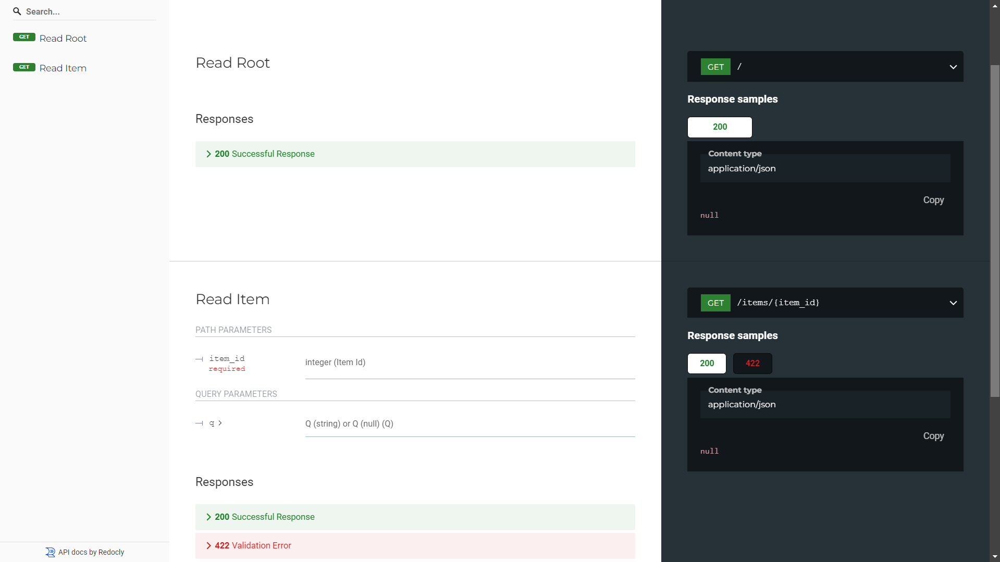 Search...
GET Read Root
GET Read Item
API docs by Redocly
Read Root
Responses
200 Successful Response
GET /
Response samples
200
Content type
application/json
Copy
null
Read Item
PATH PARAMETERS
item_id
required
integer (Item Id)
QUERY PARAMETERS
q
Q (string) or Q (null) (Q)
Responses
200 Successful Response
422 Validation Error
GET /items/{item_id}
Response samples
200 422
Content type
application/json
Copy
null